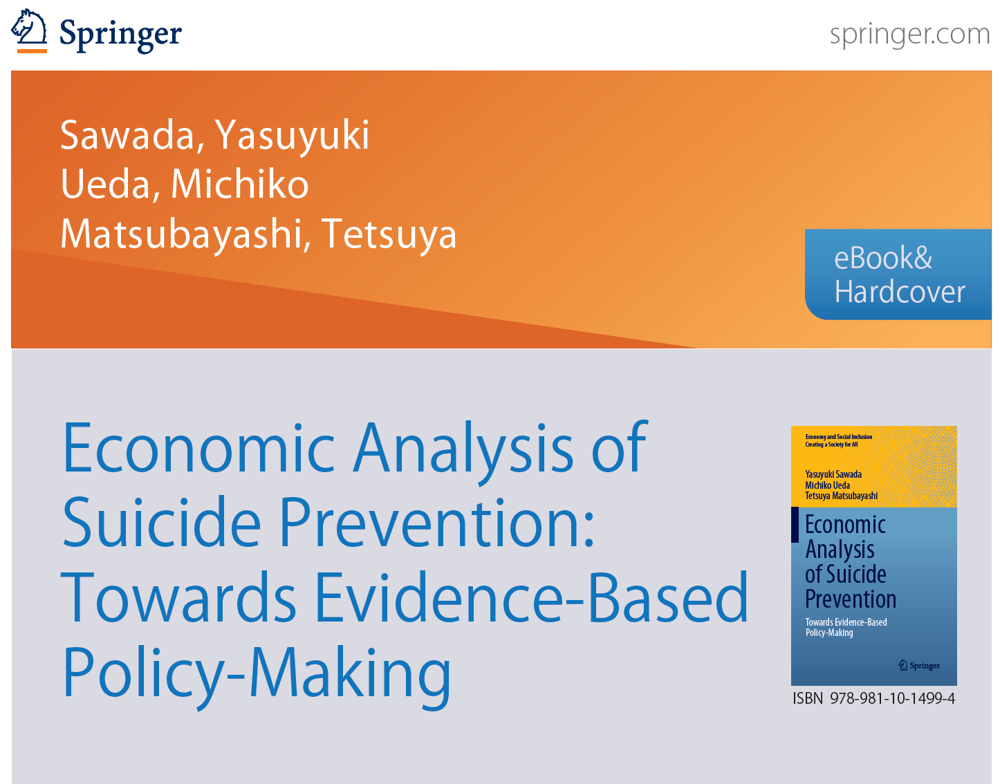 Springer
springer.com
Sawada, Yasuyuki
Ueda, Michiko
Matsubayashi, Tetsuya
eBook&
Hardcover
Economic Analysis of
Suicide Prevention:
Towards Evidence-Based
Policy-Making
Economy and Social Inclusion
Creating a Society for All
Yasuyuki Sawada
Michiko Ueda
Tetsuya Matsubayashi
Economic
Analysis
of Suicide
Prevention
Towards Evidence-Based
Policy-Making
Springer
ISBN 978-981-10-1499-4